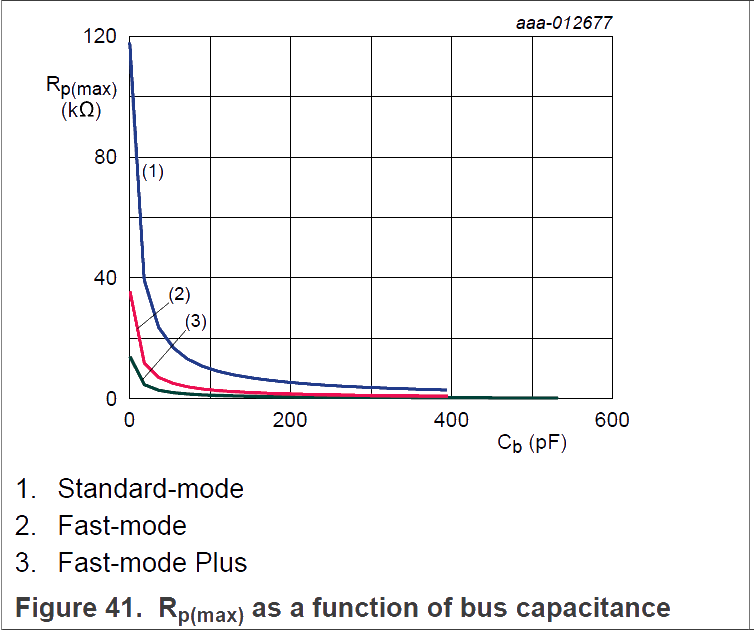 aaa-012677
120
Rp(max)
(kΩ)
80
(1)
40
(2)
(3)
0
0 200 400 600
Cb (pF)
1. Standard-mode
2. Fast-mode
3. Fast-mode Plus
Figure 41. Rp(max) as a function of bus capacitance